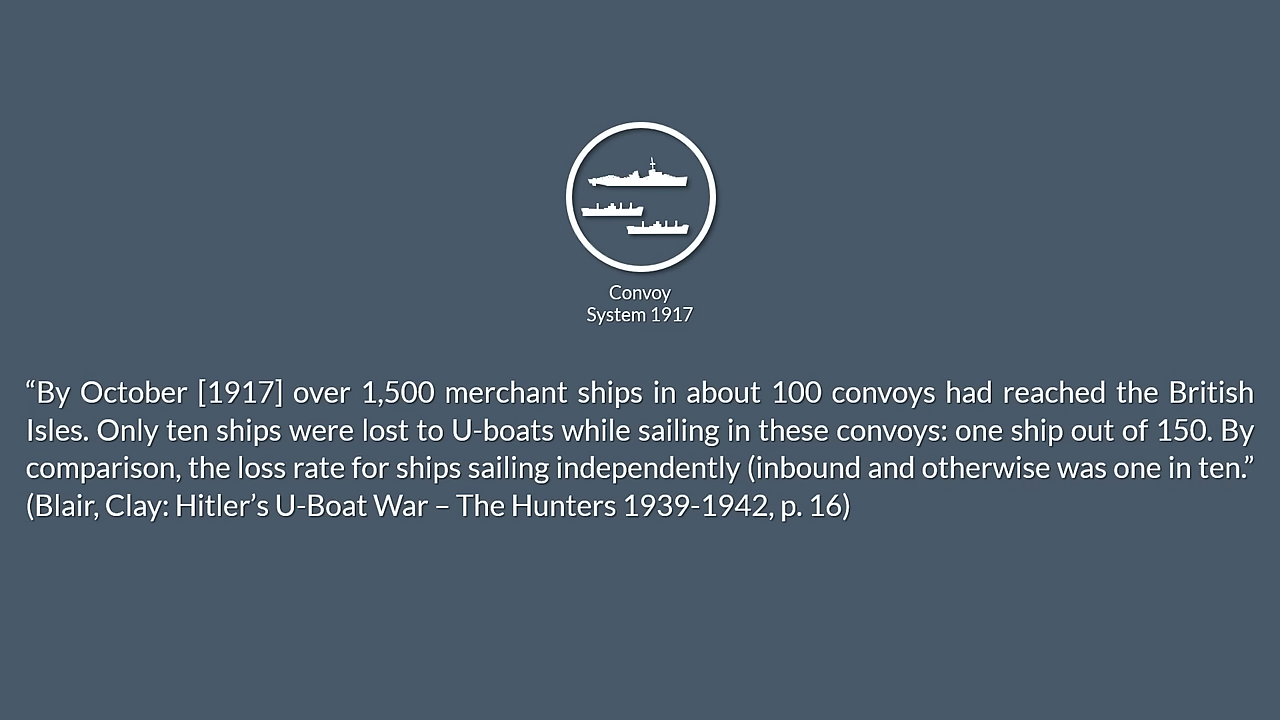 Convoy
System 1917
“By October [1917] over 1,500 merchant ships in about 100 convoys had reached the British
Isles. Only ten ships were lost to U-boats while sailing in these convoys: one ship out of 150. By
comparison, the loss rate for ships sailing independently (inbound and otherwise was one in ten.”
(Blair, Clay: Hitler’s U-Boat War – The Hunters 1939-1942, p. 16)